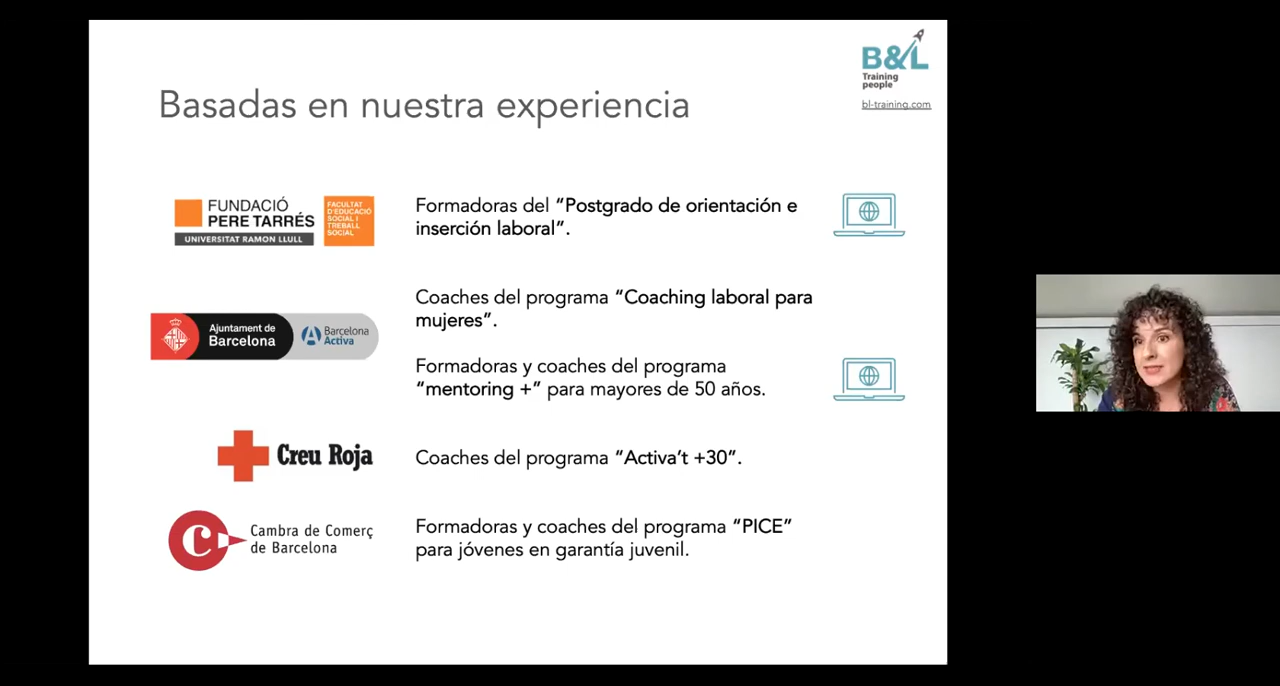 B&L
Training
people
bl-training.com
Basadas en nuestra experiencia
FUNDACIÓ
PERE TARRÉS
UNIVERSITAT RAMON LLULL
FACULTAT
D'EDUCACIÓ
SOCIAL I
TREBALL
SOCIAL
Formadoras del “Postgrado de orientación e
inserción laboral”.
Ajuntament de
Barcelona
Barcelona
Activa
Coaches del programa “Coaching laboral para
mujeres”.
Formadoras y coaches del programa
“mentoring +” para mayores de 50 años.
Creu Roja
Coaches del programa “Activa’t +30”.
C
Cambra de Comerç
de Barcelona
Formadoras y coaches del programa “PICE”
para jóvenes en garantía juvenil.